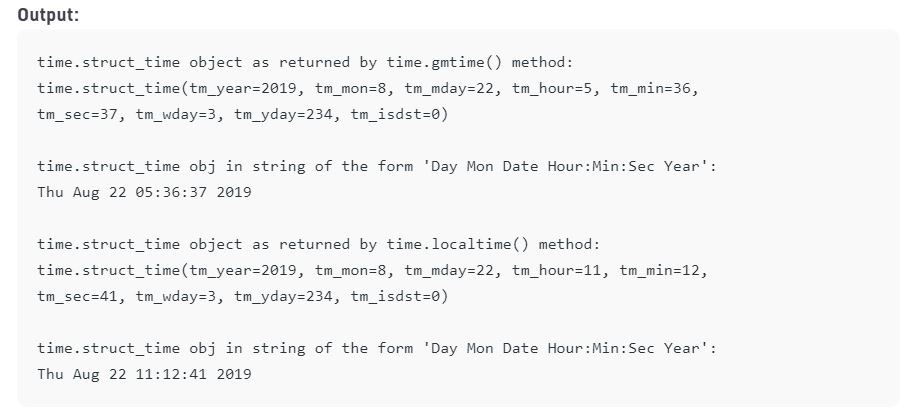 Output:
time.struct_time object as returned by time.gmtime() method:
time.struct_time(tm_year=2019, tm_mon=8, tm_mday=22, tm_hour=5, tm_min=36,
tm_sec=37, tm_wday=3, tm_yday=234, tm_isdst=0)
time.struct_time obj in string of the form 'Day Mon Date Hour:Min:Sec Year':
Thu Aug 22 05:36:37 2019
time.struct_time object as returned by time.localtime() method:
time.struct_time(tm_year=2019, tm_mon=8, tm_mday=22, tm_hour=11, tm_min=12,
tm_sec=41, tm_wday=3, tm_yday=234, tm_isdst=0)
time.struct_time obj in string of the form 'Day Mon Date Hour:Min:Sec Year':
Thu Aug 22 11:12:41 2019